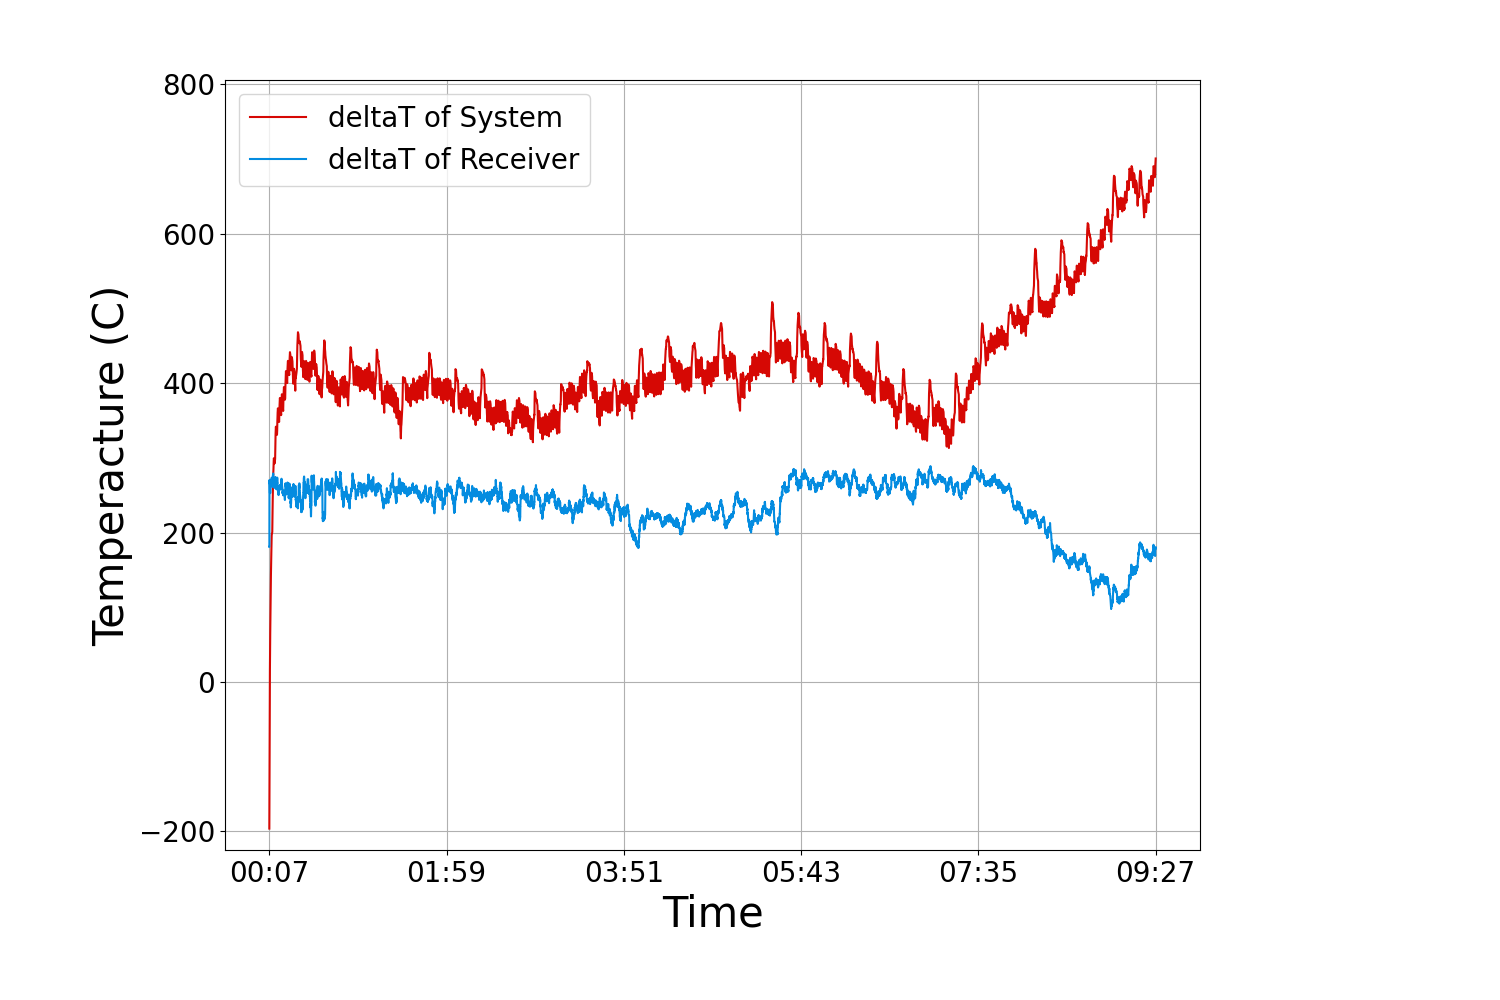 deltaT of System
deltaT of Receiver
800
600
400
200
0
−200
Temperacture (C)
00:07 01:59 03:51 05:43 07:35 09:27
Time